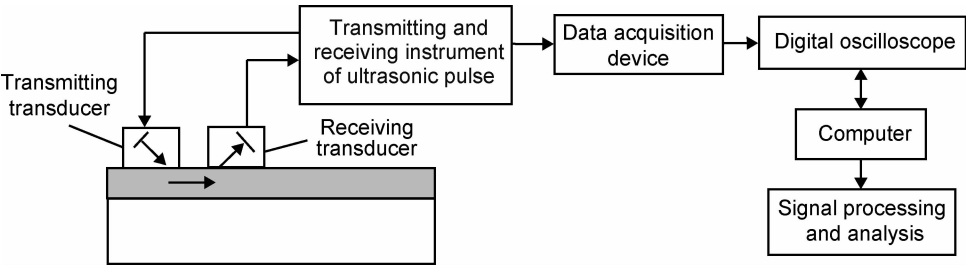 Transmitting and
receiving instrument
of ultrasonic pulse
Data acquisition
device
Digital oscilloscope
Transmitting
transducer
Receiving
transducer
Computer
Signal processing
and analysis